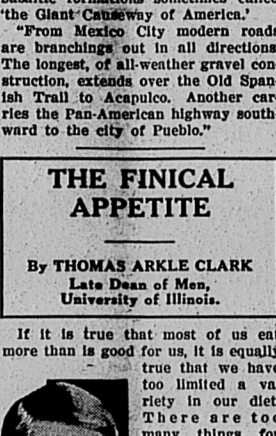 'the Giant Causeway of America.'
"From Mexico City modern roads
are branchings out in all directions
The longest, of all-weather gravel con
struction, extends over the Old Span
ish Trail to Acapulco. Another car
ries the Pan-American highway south
ward to the city of Pueblo."
THE FINICAL
APPETITE
By THOMAS ARKLE CLARK
Late Dean of Men,
University of Illinois.
If it is true that most of us eat
more than is good for us, it is equally
true that we have
too limited a va
riety in our diet
There are too
many things for